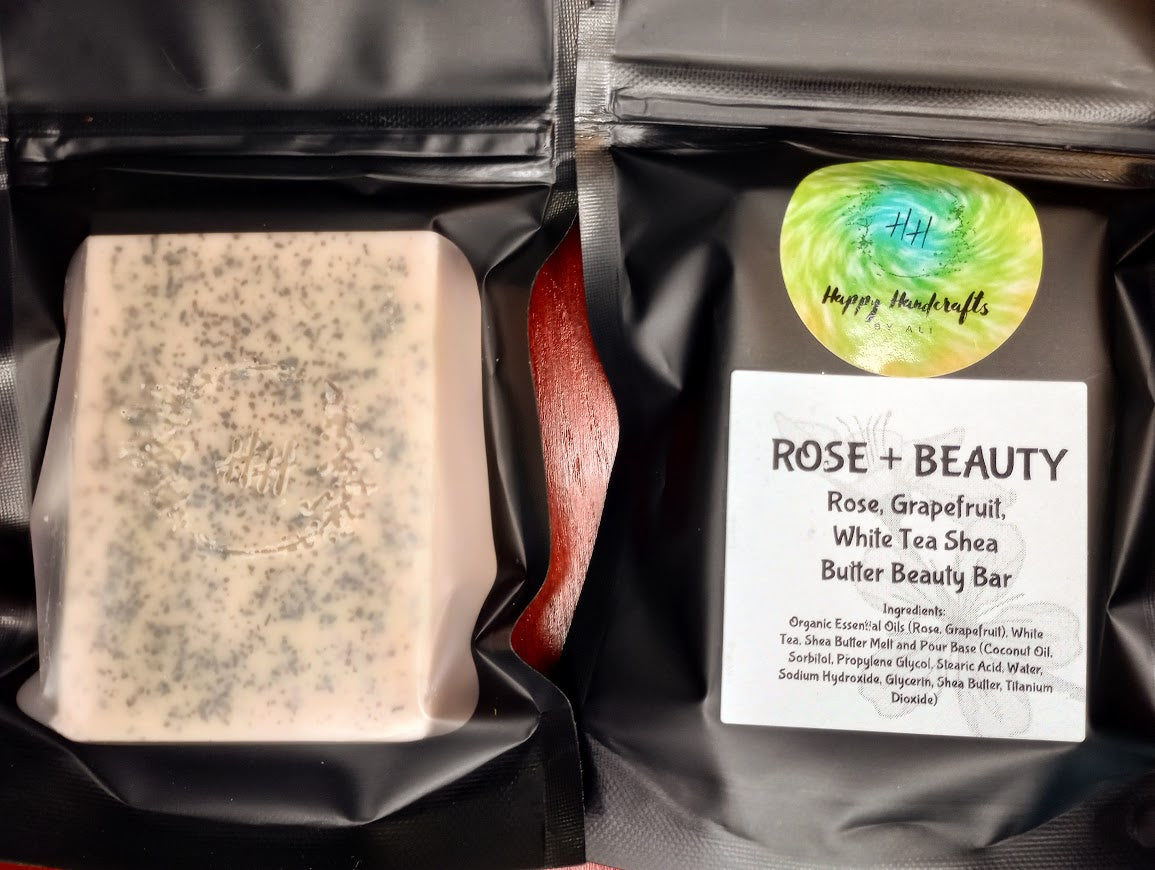 HH
HH
Happy Handcrafts
BY ALI
ROSE + BEAUTY
Rose, Grapefruit,
White Tea Shea
Butter Beauty Bar
Ingredients:
Organic Essential Oils (Rose, Grapefruit), White
Tea, Shea Butter Melt and Pour Base (Coconut Oil,
Sorbitol, Propylene Glycol, Stearic Acid, Water,
Sodium Hydroxide, Glycerin, Shea Butter, Titanium
Dioxide)